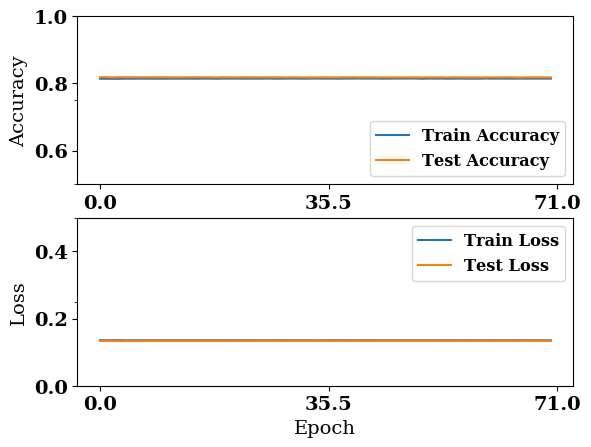 1.0
0.8
0.6
Accuracy
Train Accuracy
Test Accuracy
0.0 35.5 71.0
0.4
0.2
0.0
Loss
Train Loss
Test Loss
0.0 35.5 71.0
Epoch